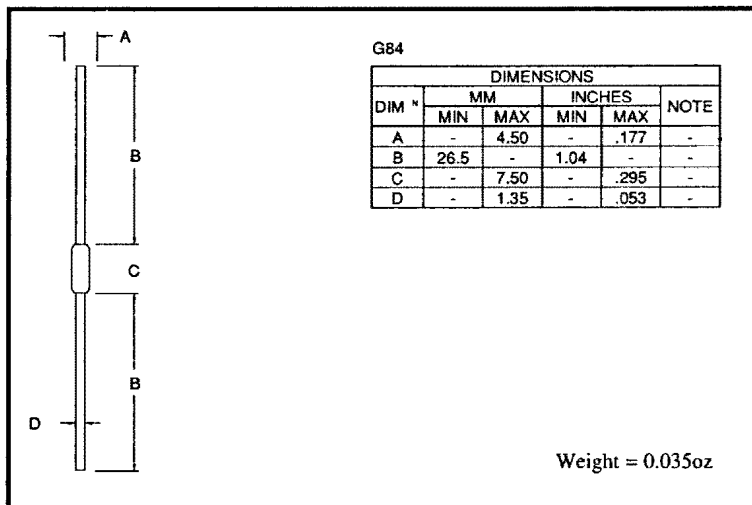 A
B
C
B
D
G84
DIMENSIONS
DIM N MM INCHES NOTE
MIN MAX MIN MAX
A - 4.50 - .177 -
B 26.5 - 1.04 - -
C - 7.50 - .295 -
D - 1.35 - .053 -
Weight = 0.035oz